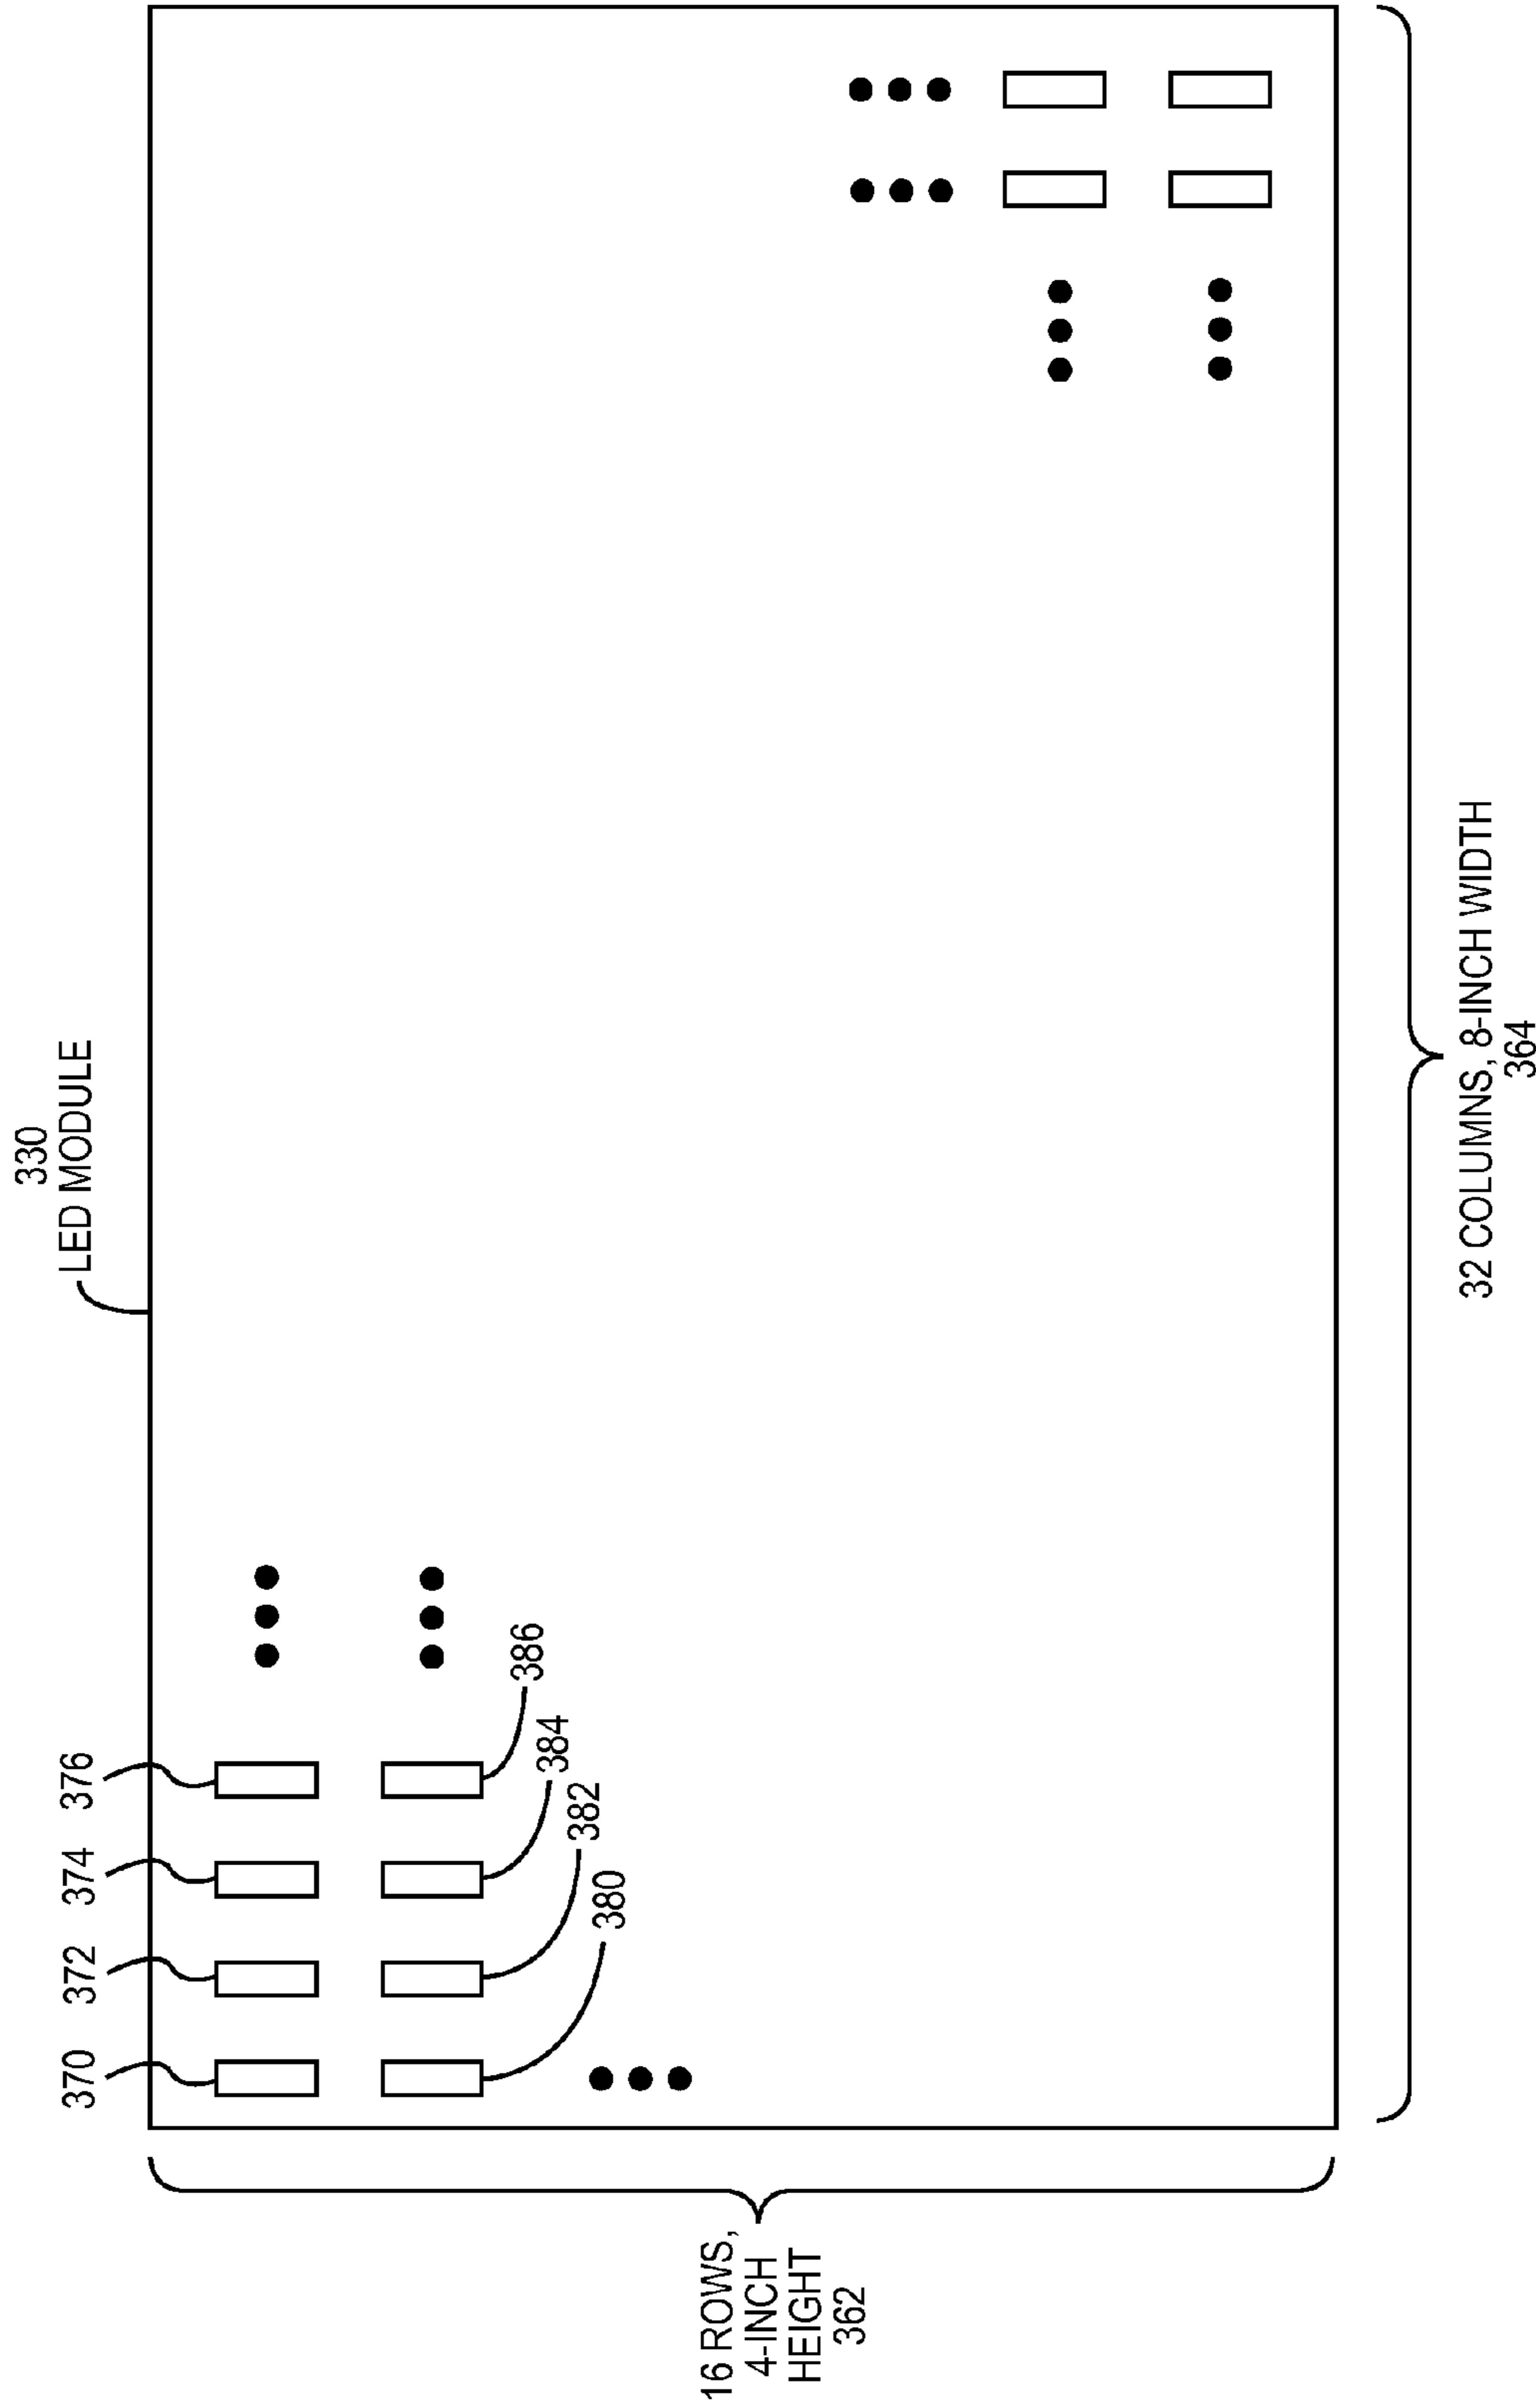 330
LED MODULE
370
372
374
376
386
384
382
380
16 ROWS,
4-INCH
HEIGHT
362
32 COLUMNS, 8-INCH WIDTH
364